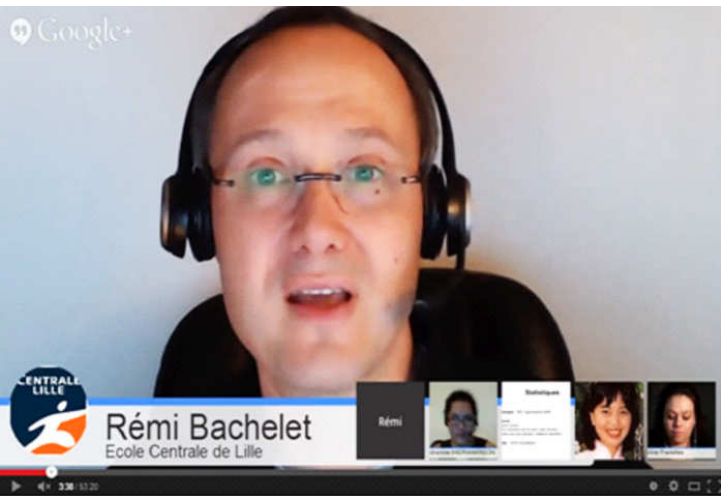 Google+
CENTRALE
LILLE
Rémi Bachelet
Ecole Centrale de Lille
Rémi
Statistiques
3:38 / 53:20